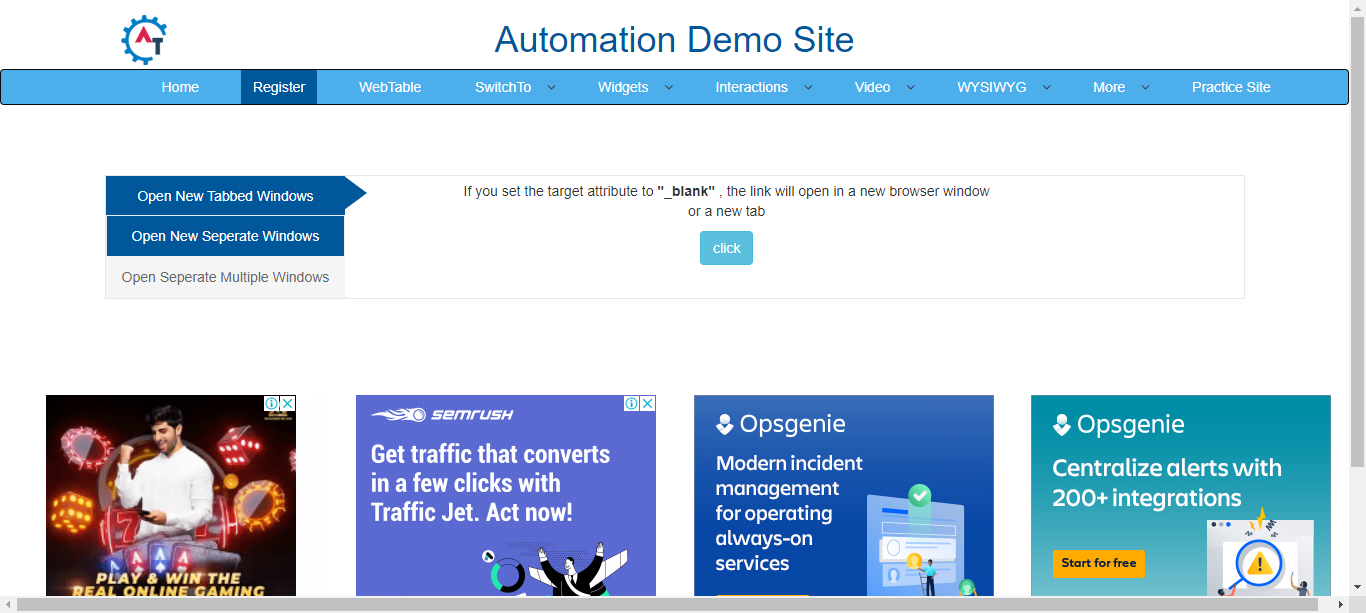 AT
Automation Demo Site
Home Register WebTable SwitchTo Widgets Interactions Video WYSIWYG More Practice Site
Open New Tabbed Windows
Open New Seperate Windows
Open Seperate Multiple Windows
If you set the target attribute to "_blank" , the link will open in a new browser window
or a new tab
click
PLAY & WIN THE
REAL ONLINE GAMING
SEMRUSH
Get traffic that converts
in a few clicks with
Traffic Jet. Act now!
Opsgenie
Modern incident
management
for operating
always-on
services
Opsgenie
Centralize alerts with
200+ integrations
Start for free